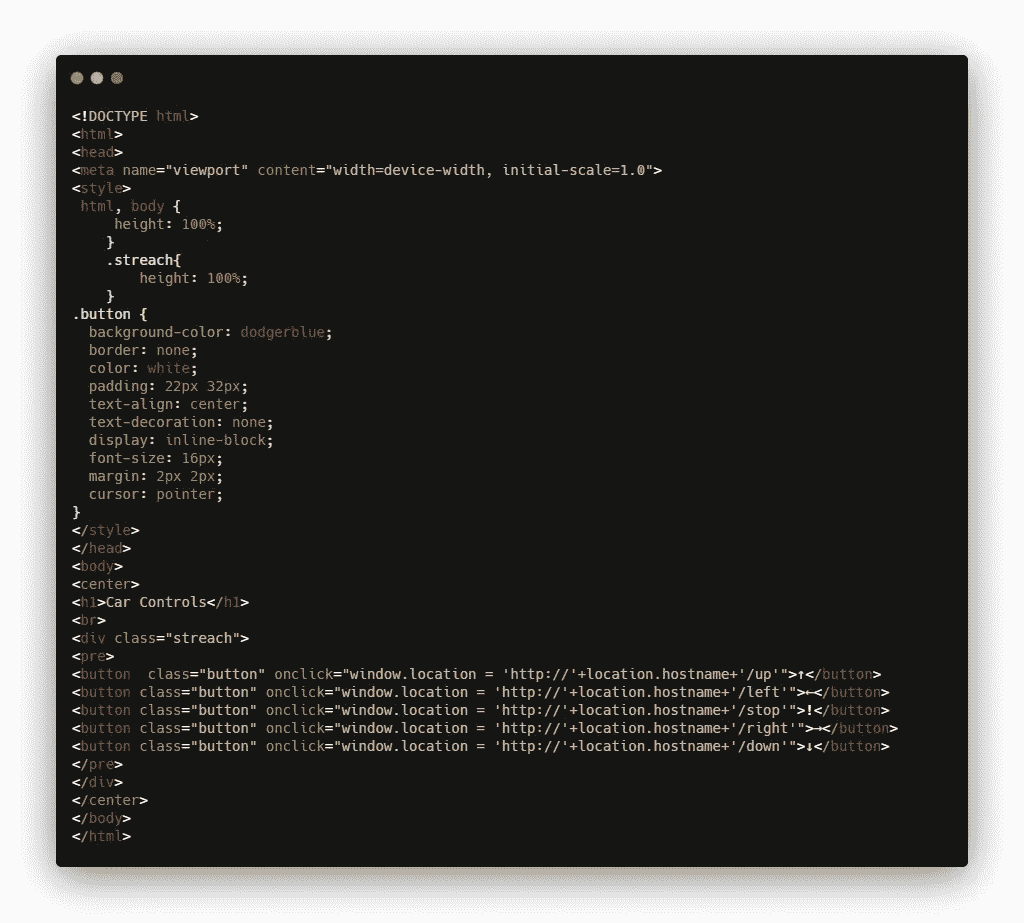 <!DOCTYPE html>
<html>
<head>
<meta name="viewport" content="width=device-width, initial-scale=1.0">
<style>
 html, body {
     height: 100%;
    }
    .streach{
        height: 100%;
    }
.button {
  background-color: dodgerblue;
  border: none;
  color: white;
  padding: 22px 32px;
  text-align: center;
  text-decoration: none;
  display: inline-block;
  font-size: 16px;
  margin: 2px 2px;
  cursor: pointer;
}
</style>
</head>
<body>
<center>
<h1>Car Controls</h1>
<br>
<div class="streach">
<pre>
<button  class="button" onclick="window.location = 'http://'+location.hostname+'/up'">↑</button>
<button class="button" onclick="window.location = 'http://'+location.hostname+'/left'">←</button>
<button class="button" onclick="window.location = 'http://'+location.hostname+'/stop'">!</button>
<button class="button" onclick="window.location = 'http://'+location.hostname+'/right'">→</button>
<button class="button" onclick="window.location = 'http://'+location.hostname+'/down'">↓</button>
</pre>
</div>
</center>
</body>
</html>